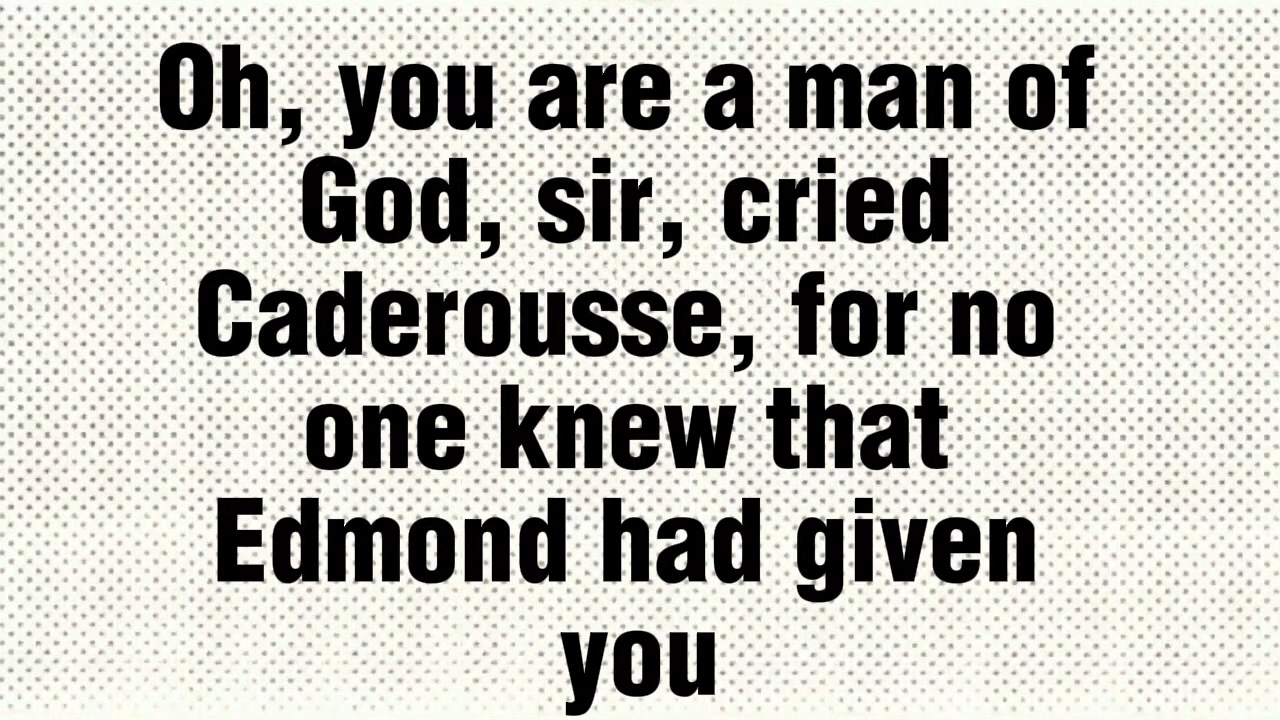 Oh, you are a man of
God, sir, cried
Caderousse, for no
one knew that
Edmond had given
you